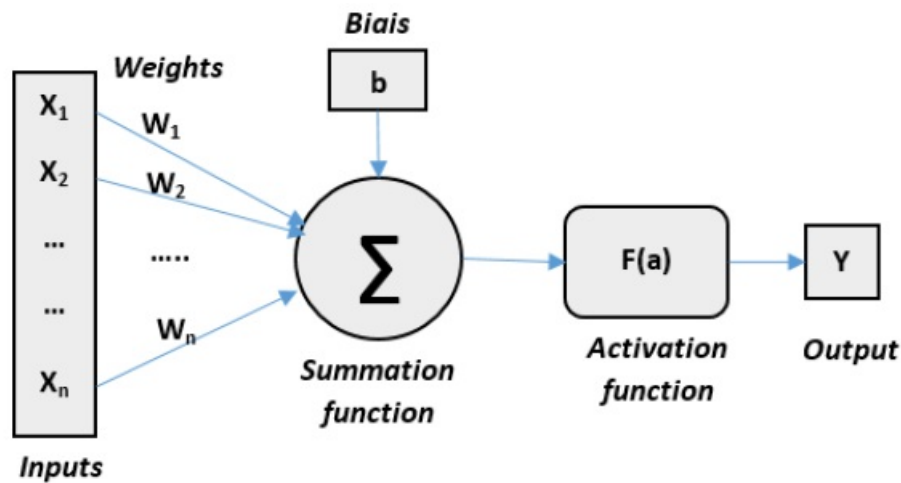 Biais
b
Weights
X₁
W₁
X₂
W₂
...
.....
...
Wₙ
Xₙ
Inputs
∑
Summation
function
F(a)
Activation
function
Y
Output